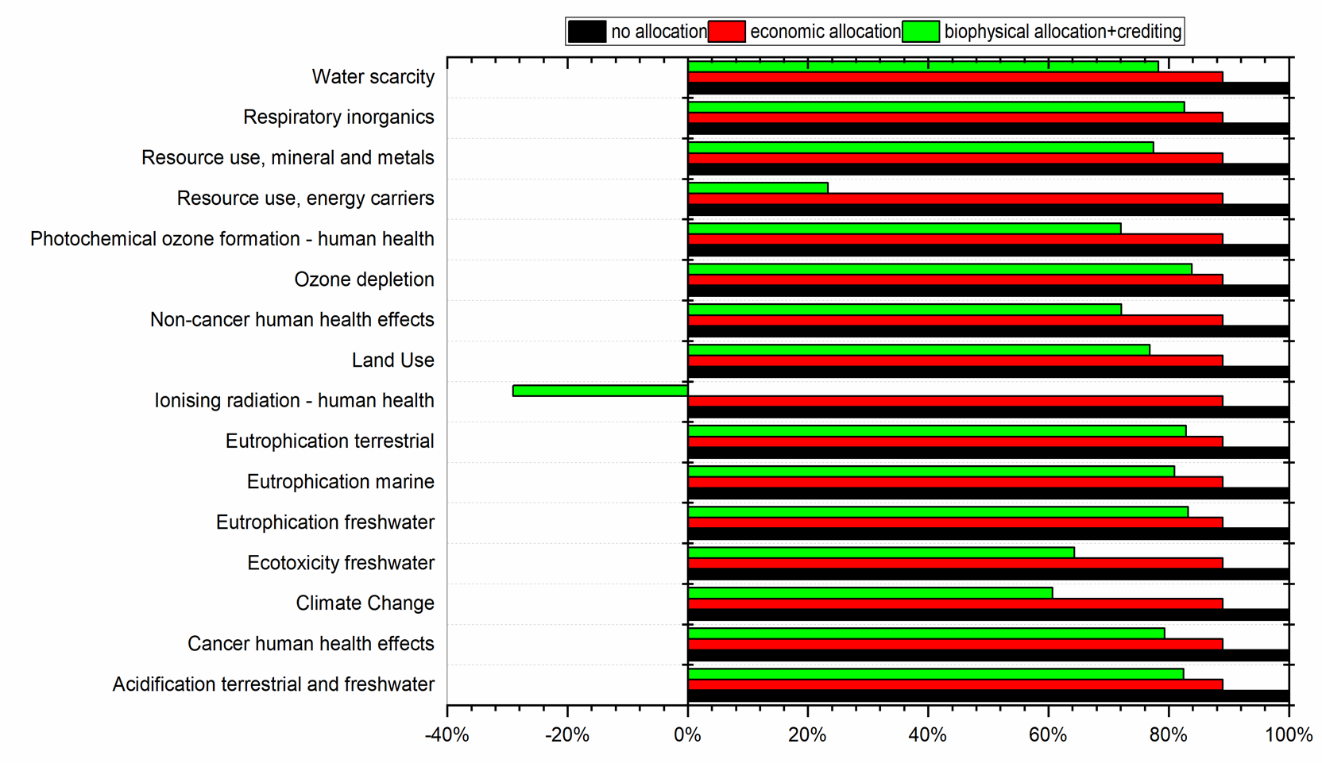 no allocation economic allocation biophysical allocation+crediting
Water scarcity
Respiratory inorganics
Resource use, mineral and metals
Resource use, energy carriers
Photochemical ozone formation - human health
Ozone depletion
Non-cancer human health effects
Land Use
Ionising radiation - human health
Eutrophication terrestrial
Eutrophication marine
Eutrophication freshwater
Ecotoxicity freshwater
Climate Change
Cancer human health effects
Acidification terrestrial and freshwater
-40% -20% 0% 20% 40% 60% 80% 100%